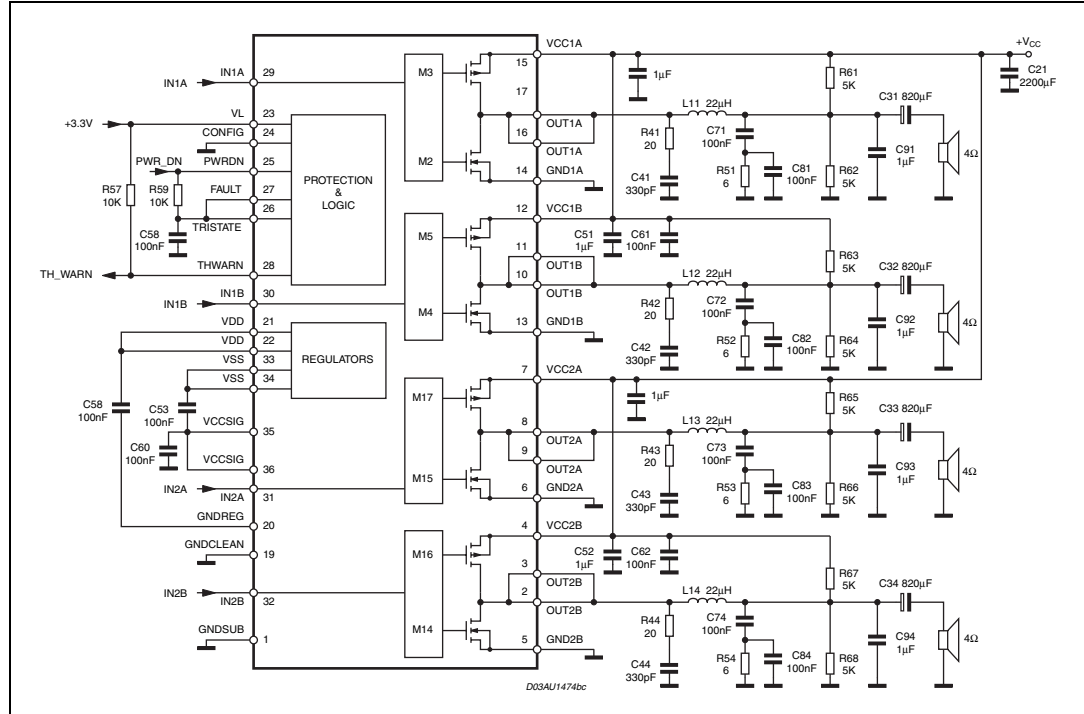 VCC1A
+VCC
IN1A
29
M3
15
1µF
R61
5K
C21
2200µF
17
C31 820µF
VL
23
L11 22µH
+3.3V
CONFIG
24
16
OUT1A
OUT1A
R41
20
C71
100nF
C91
1µF
4Ω
PWR_DN
PWRDN
25
M2
14
GND1A
R57
10K
R59
10K
FAULT
27
PROTECTION
&
LOGIC
C41
330pF
R51
6
C81
100nF
R62
5K
26
TRISTATE
C58
100nF
12
VCC1B
M5
11
C51
1µF
C61
100nF
R63
5K
TH_WARN
THWARN
28
OUT1B
10
OUT1B
L12 22µH
C32 820µF
IN1B
30
M4
R42
20
C72
100nF
C92
1µF
4Ω
VDD
21
13
GND1B
VDD
22
REGULATORS
C42
330pF
R52
6
C82
100nF
R64
5K
VSS
33
VSS
34
7
VCC2A
C58
100nF
C53
100nF
M17
1µF
R65
5K
VCCSIG
35
8
OUT2A
L13 22µH
C33 820µF
C60
100nF
9
OUT2A
R43
20
C73
100nF
C93
1µF
4Ω
VCCSIG
36
M15
6
GND2A
IN2A
IN2A
31
C43
330pF
R53
6
C83
100nF
R66
5K
GNDREG
20
4
VCC2B
GNDCLEAN
19
M16
C52
1µF
C62
100nF
R67
5K
3
OUT2B
IN2B
IN2B
32
2
OUT2B
L14 22µH
C34 820µF
M14
R44
20
C74
100nF
C94
1µF
4Ω
GNDSUB
1
5
GND2B
C44
330pF
R54
6
C84
100nF
R68
5K
D03AU1474bc